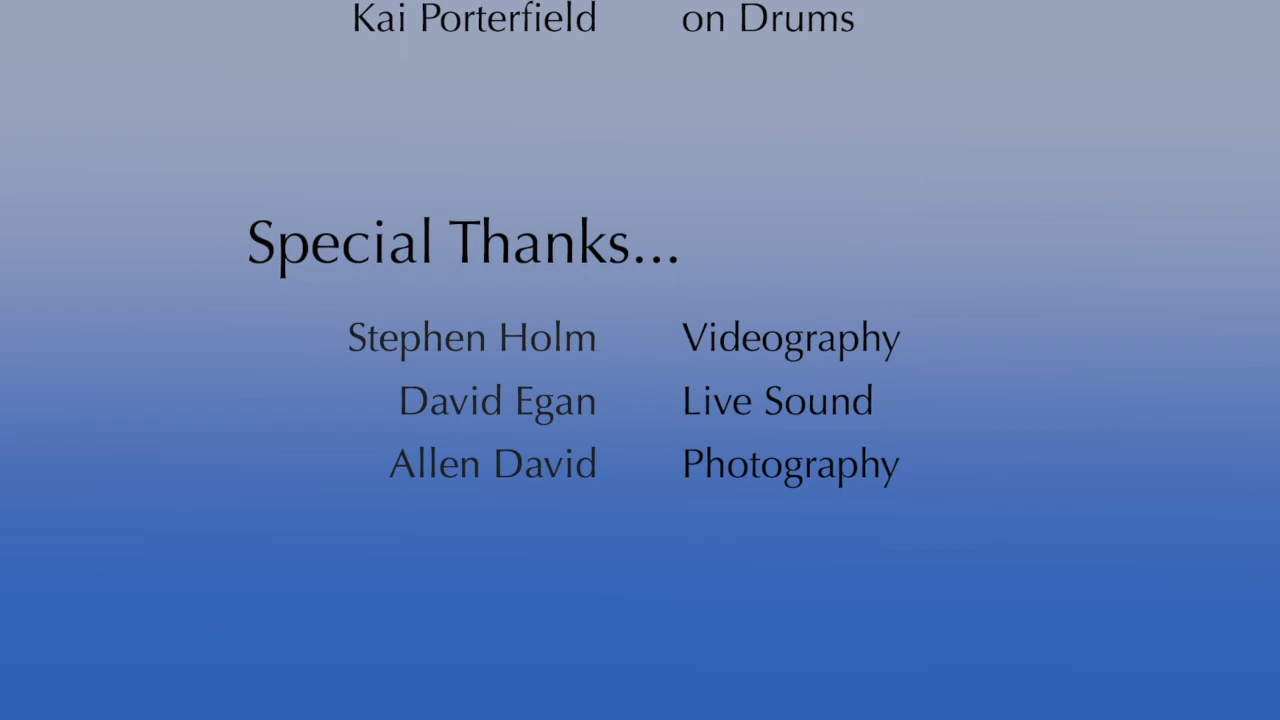 Kai Porterfield on Drums
Special Thanks...
Stephen Holm Videography
David Egan Live Sound
Allen David Photography